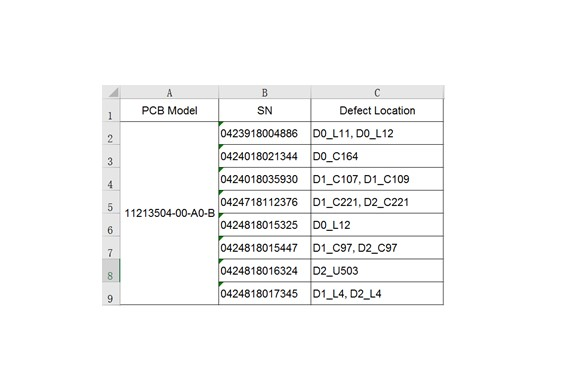 A B C
1 PCB Model SN Defect Location
2 0423918004886 D0_L11, D0_L12
3 0424018021344 D0_C164
4 0424018035930 D1_C107, D1_C109
5 0424718112376 D1_C221, D2_C221
11213504-00-A0-B
6 0424818015325 D0_L12
7 0424818015447 D1_C97, D2_C97
8 0424818016324 D2_U503
9 0424818017345 D1_L4, D2_L4